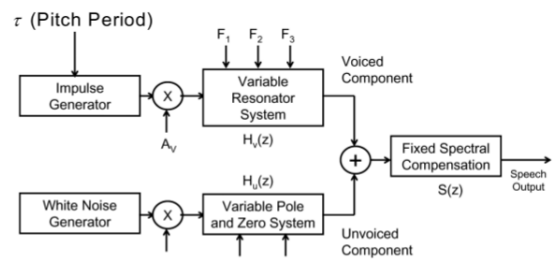 τ (Pitch Period)
F1 F2 F3
Voiced
Component
Impulse
Generator
X
Variable
Resonator
System
AV
Hv(z)
+
Fixed Spectral
Compensation
Speech
Output
S(z)
Hu(z)
White Noise
Generator
X
Variable Pole
and Zero System
Unvoiced
Component